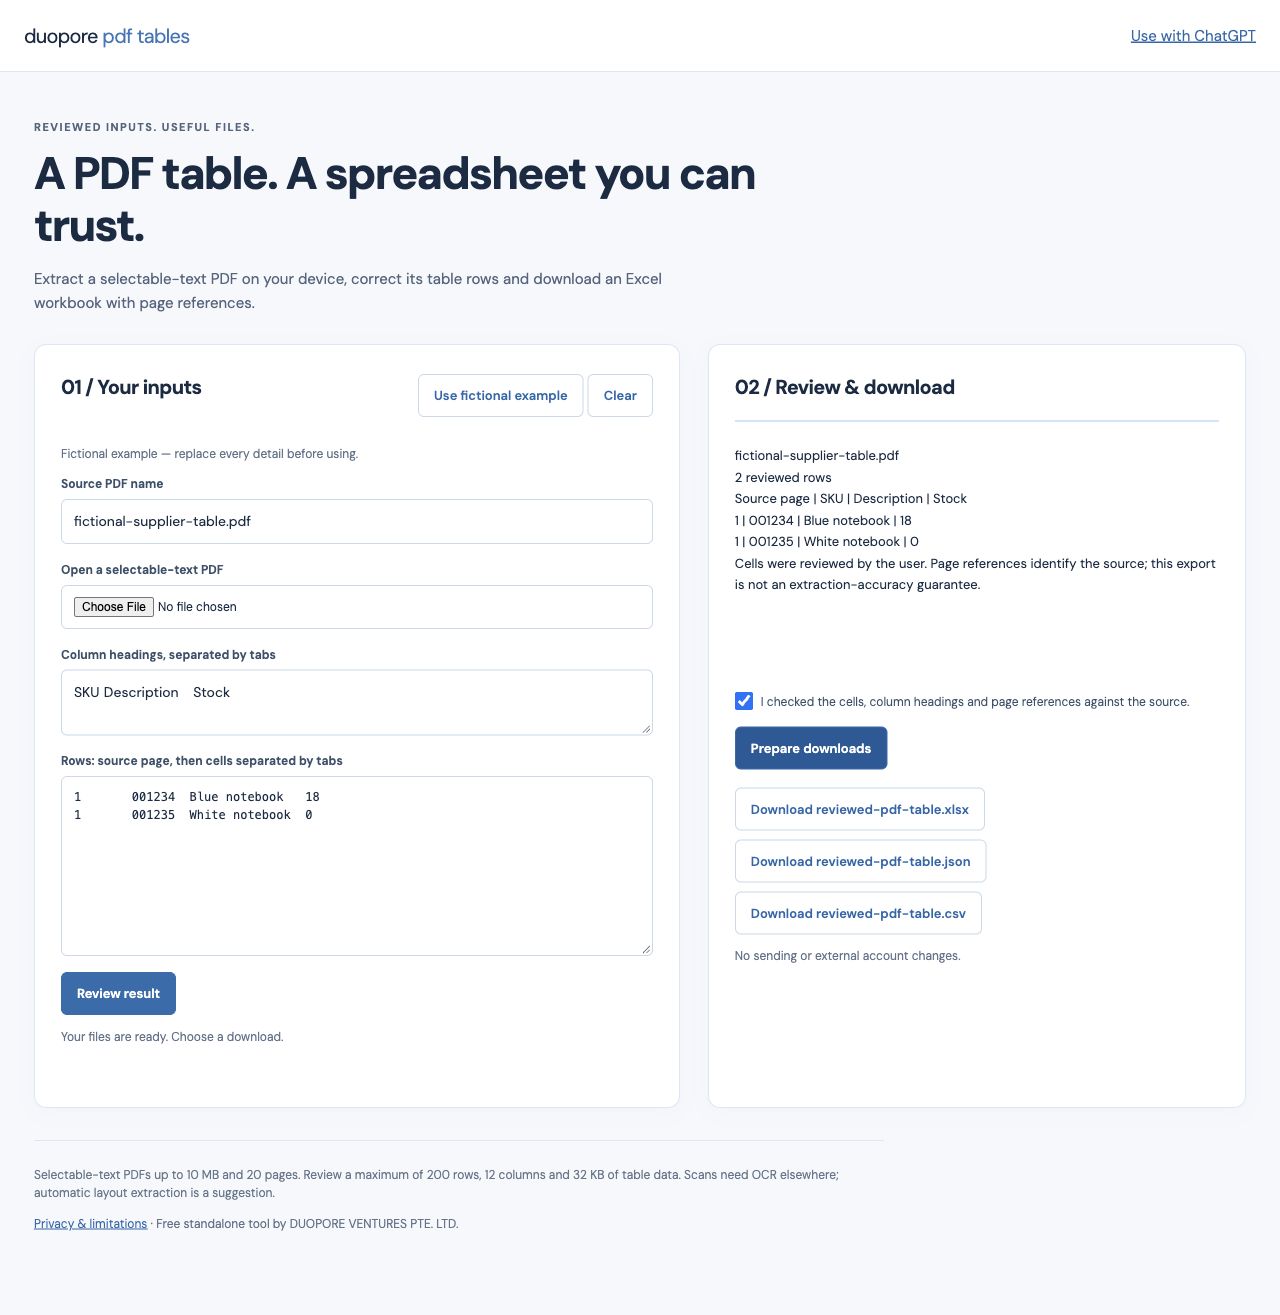 duopore pdf tables
Use with ChatGPT
REVIEWED INPUTS. USEFUL FILES.
A PDF table. A spreadsheet you can
trust.
Extract a selectable-text PDF on your device, correct its table rows and download an Excel
workbook with page references.
01 / Your inputs
Use fictional example
Clear
Fictional example — replace every detail before using.
Source PDF name
fictional-supplier-table.pdf
Open a selectable-text PDF
Choose File No file chosen
Column headings, separated by tabs
SKU Description Stock
Rows: source page, then cells separated by tabs
1 001234 Blue notebook 18
1 001235 White notebook 0
Review result
Your files are ready. Choose a download.
02 / Review & download
fictional-supplier-table.pdf
2 reviewed rows
Source page | SKU | Description | Stock
1 | 001234 | Blue notebook | 18
1 | 001235 | White notebook | 0
Cells were reviewed by the user. Page references identify the source; this export
is not an extraction-accuracy guarantee.
I checked the cells, column headings and page references against the source.
Prepare downloads
Download reviewed-pdf-table.xlsx
Download reviewed-pdf-table.json
Download reviewed-pdf-table.csv
No sending or external account changes.
Selectable-text PDFs up to 10 MB and 20 pages. Review a maximum of 200 rows, 12 columns and 32 KB of table data. Scans need OCR elsewhere;
automatic layout extraction is a suggestion.
Privacy & limitations · Free standalone tool by DUOPORE VENTURES PTE. LTD.